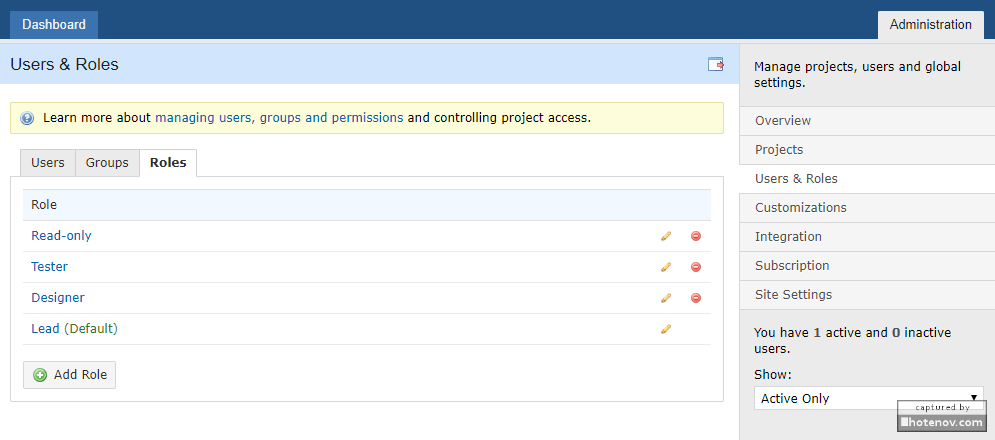 Dashboard
Administration
Users & Roles
Learn more about managing users, groups and permissions and controlling project access.
Users
Groups
Roles
Role
Read-only
Tester
Designer
Lead (Default)
Add Role
Manage projects, users and global
settings.
Overview
Projects
Users & Roles
Customizations
Integration
Subscription
Site Settings
You have 1 active and 0 inactive
users.
Show:
Active Only
captured by
hotenov.com